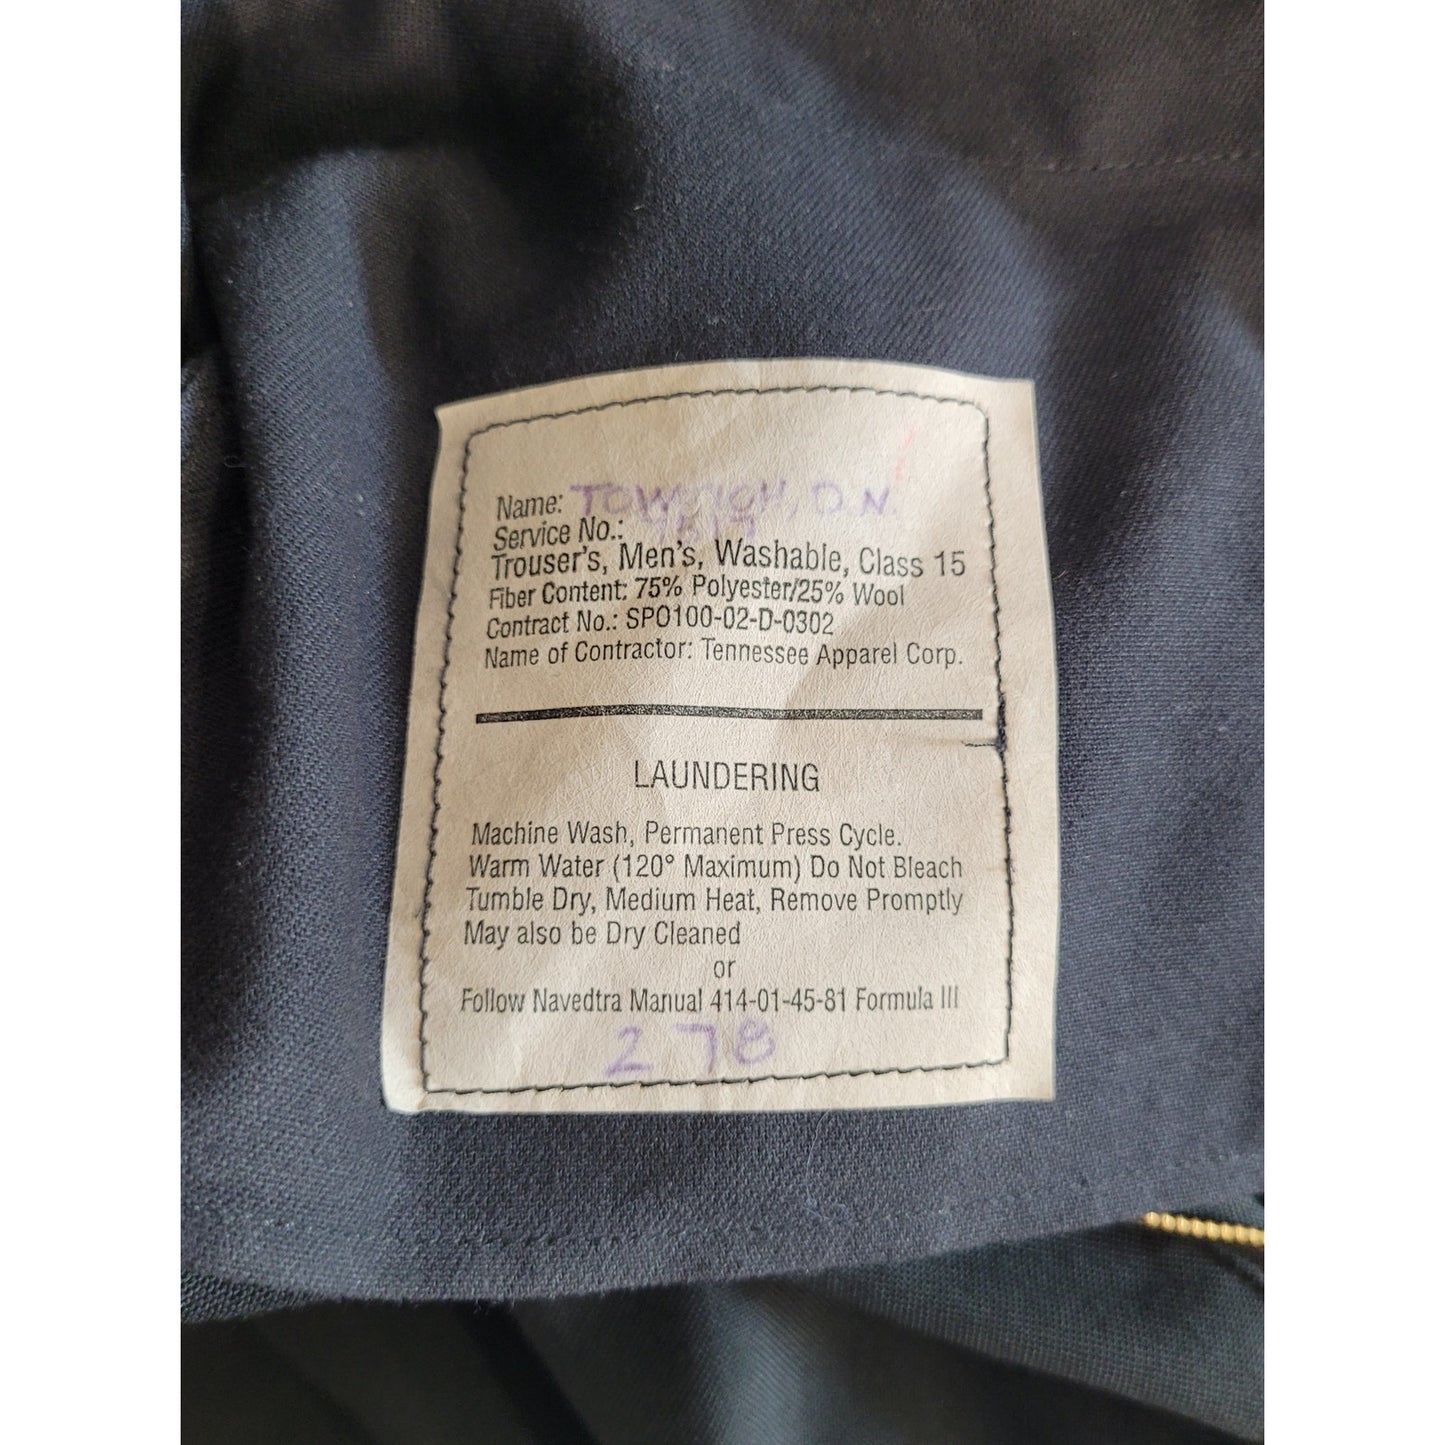 Name: D.N.
Service No.: 7517
Trouser's, Men's, Washable, Class 15
Fiber Content: 75% Polyester/25% Wool
Contract No.: SPO100-02-D-0302
Name of Contractor: Tennessee Apparel Corp.
LAUNDERING
Machine Wash, Permanent Press Cycle.
Warm Water (120° Maximum) Do Not Bleach
Tumble Dry, Medium Heat, Remove Promptly
May also be Dry Cleaned
or
Follow Navedtra Manual 414-01-45-81 Formula III
278